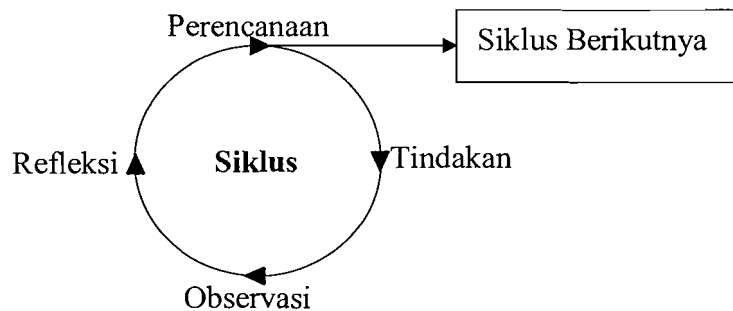 Perencanaan
Siklus Berikutnya
Refleksi
Siklus
Tindakan
Observasi